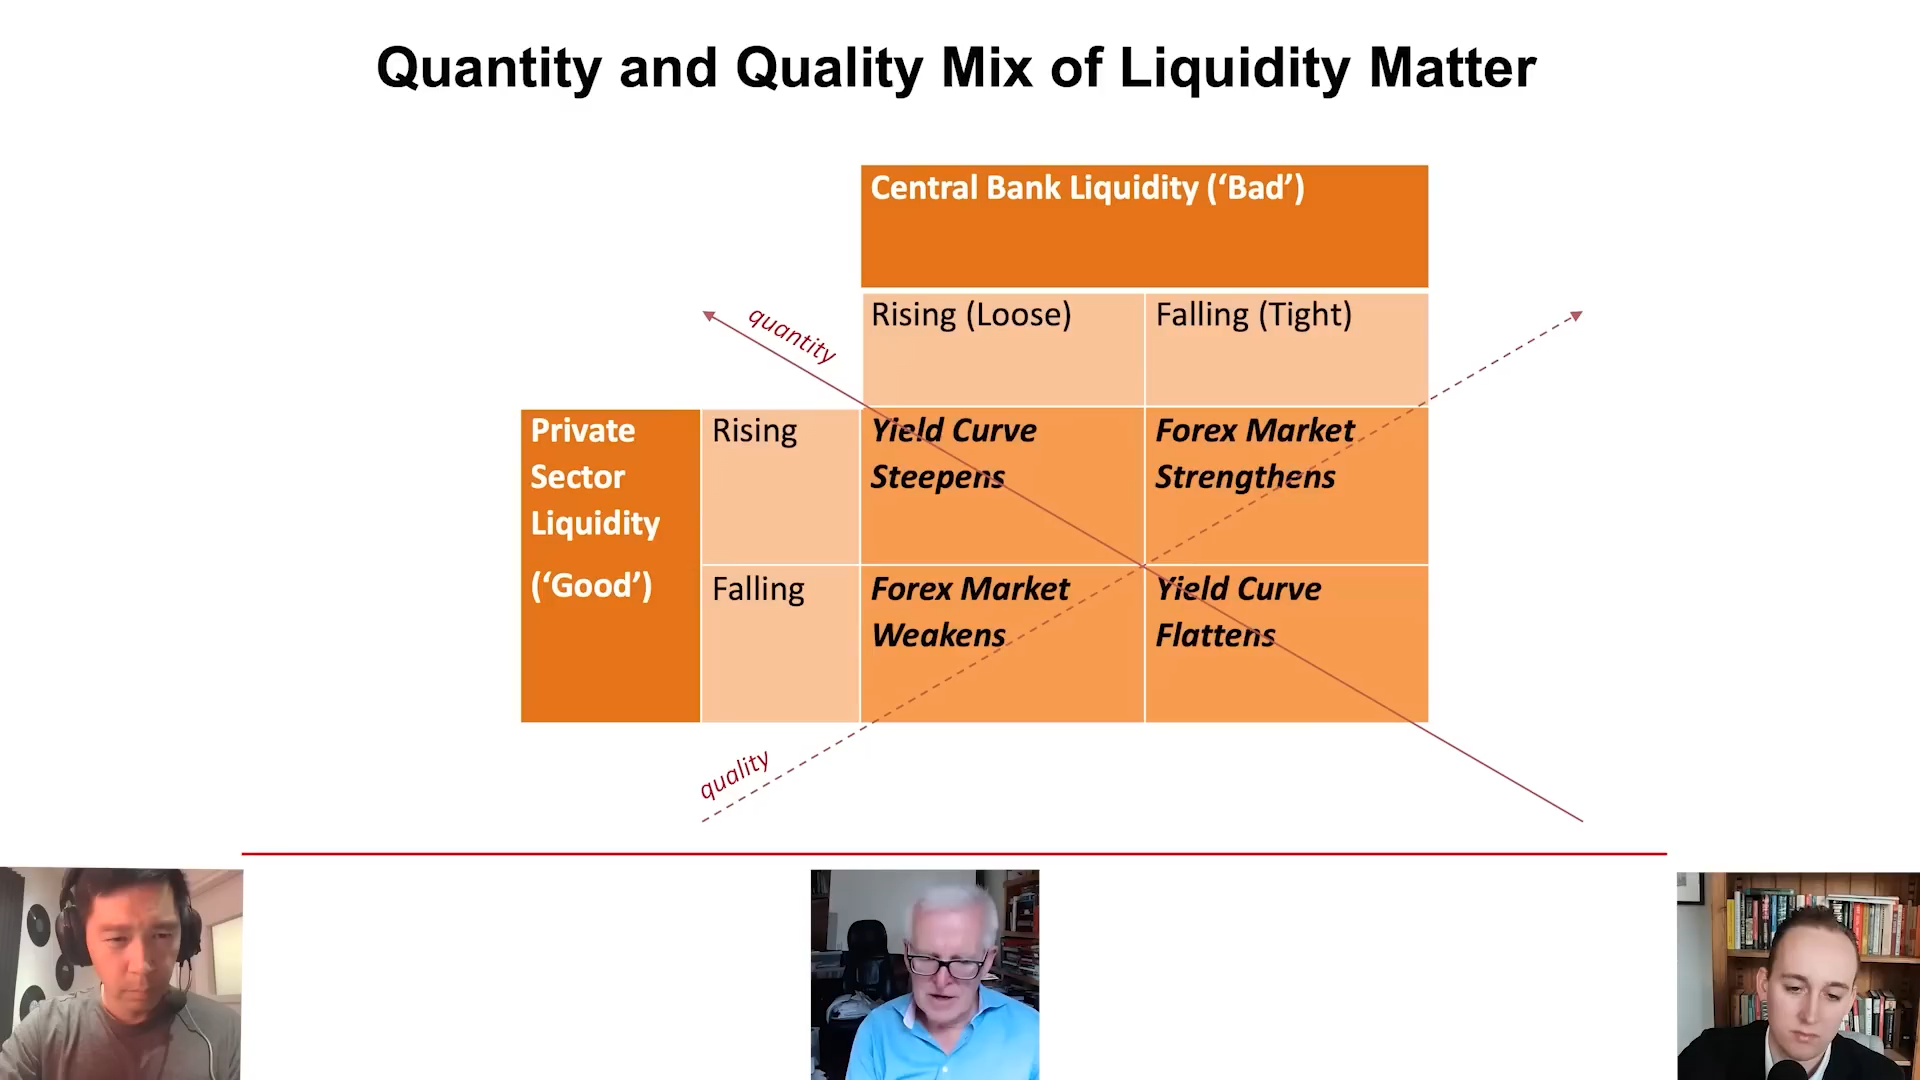 Quantity and Quality Mix of Liquidity Matter
Central Bank Liquidity (‘Bad’)
quantity
Rising (Loose)
Falling (Tight)
Private
Sector
Liquidity
(‘Good’)
Rising
Yield Curve
Steepens
Forex Market
Strengthens
Falling
Forex Market
Weakens
Yield Curve
Flattens
quality